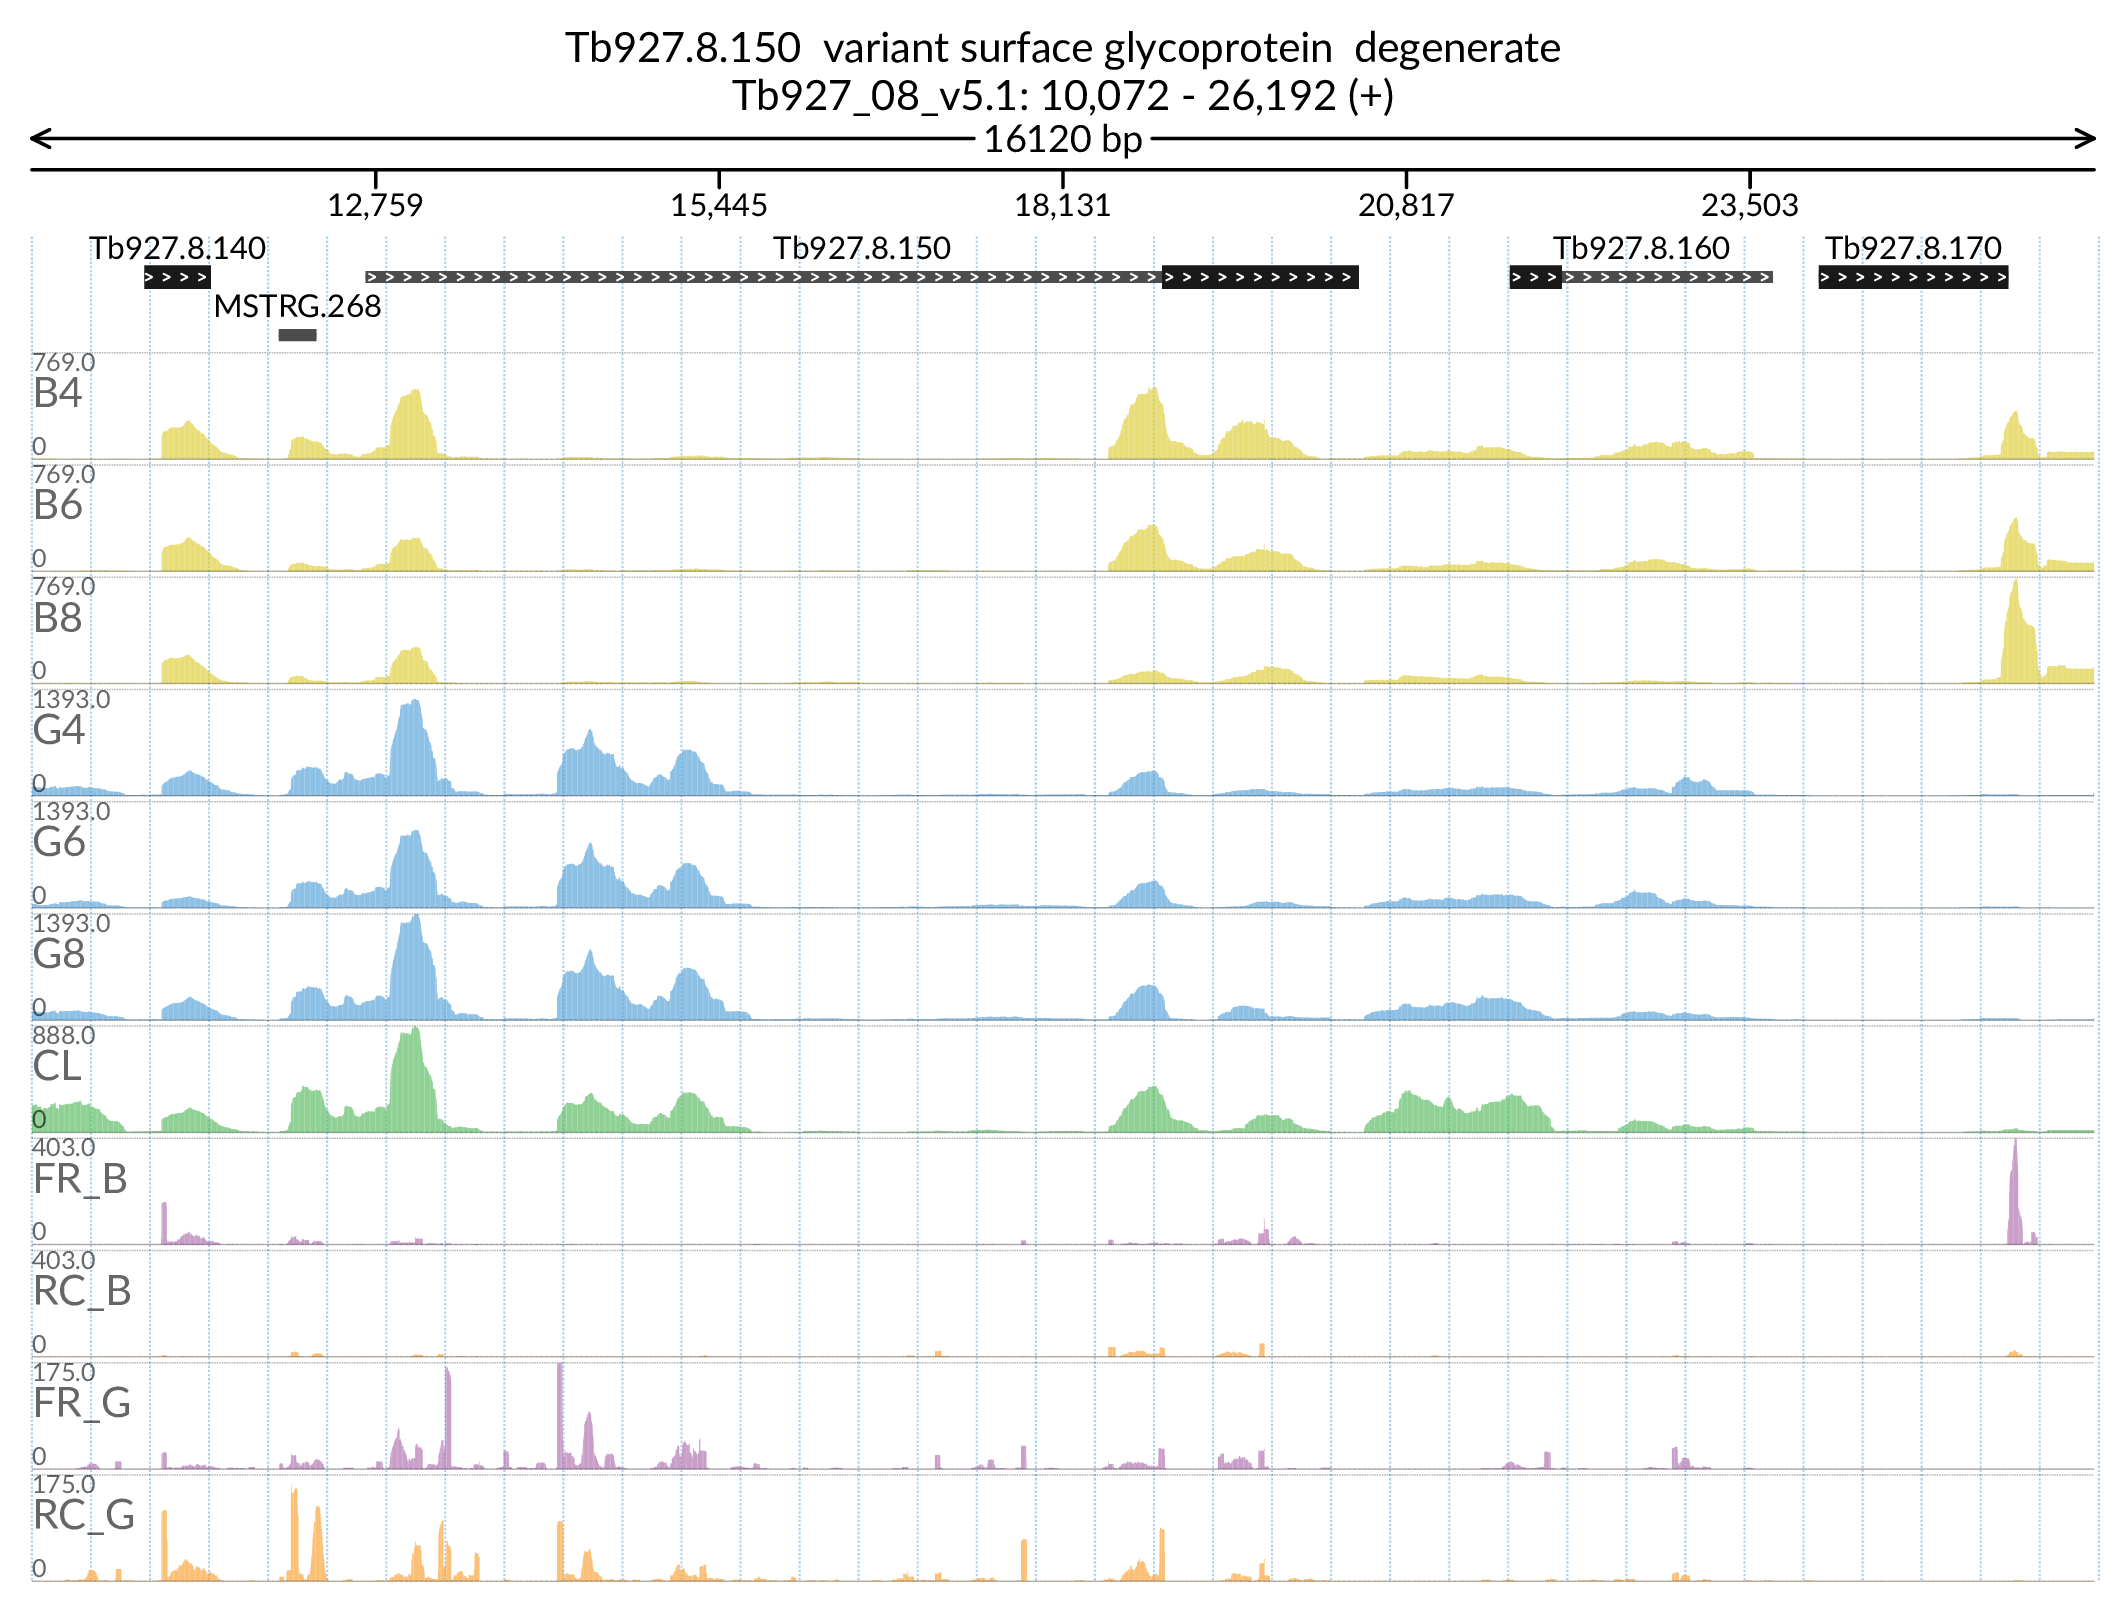 Tb927.8.150  variant surface glycoprotein  degenerate
Tb927_08_v5.1: 10,072 - 26,192 (+)
16120 bp
12,759 15,445 18,131 20,817 23,503
Tb927.8.140 Tb927.8.150 Tb927.8.160 Tb927.8.170
MSTRG.268
769.0
B4
0
769.0
B6
0
769.0
B8
0
1393.0
G4
0
1393.0
G6
0
1393.0
G8
0
888.0
CL
0
403.0
FR_B
0
403.0
RC_B
0
175.0
FR_G
0
175.0
RC_G
0